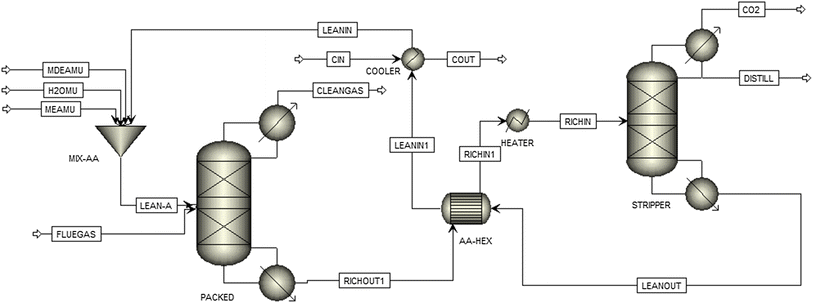 CO2
LEANIN
CIN
COUT
COOLER
MDEAMU
H2OMU
MEAMU
CLEANGAS
DISTILL
MIX-AA
LEANIN1
RICHIN1
HEATER
RICHIN
LEAN-A
STRIPPER
FLUEGAS
AA-HEX
RICHOUT1
LEANOUT
PACKED